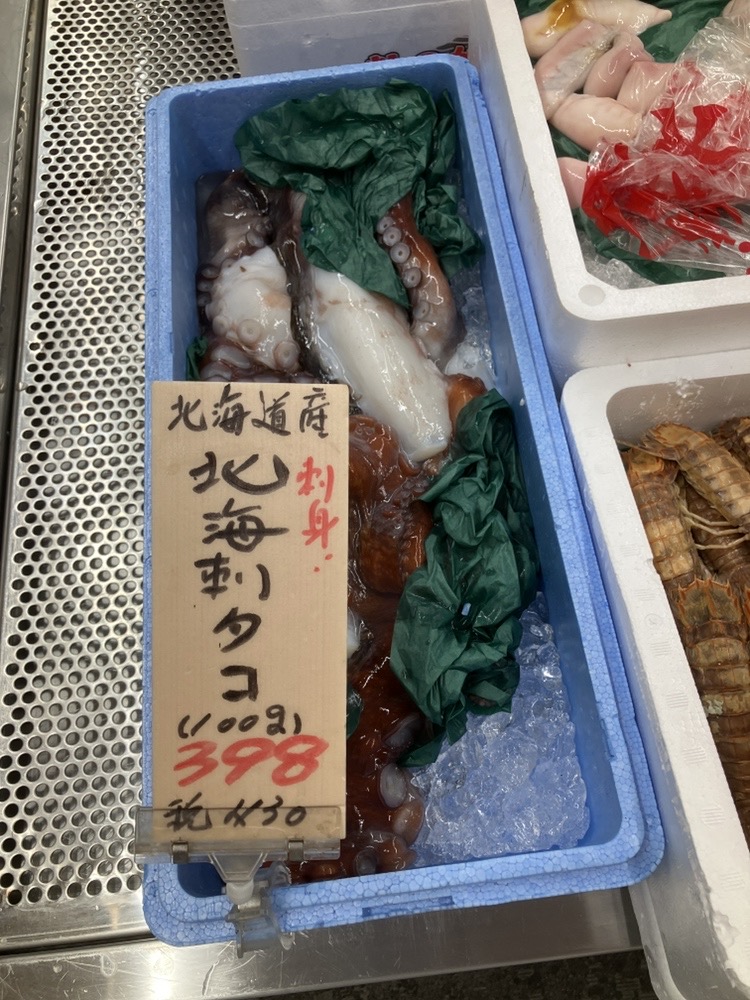 北海道産
刺身!
北海刺タコ
(100g)
398
税 430